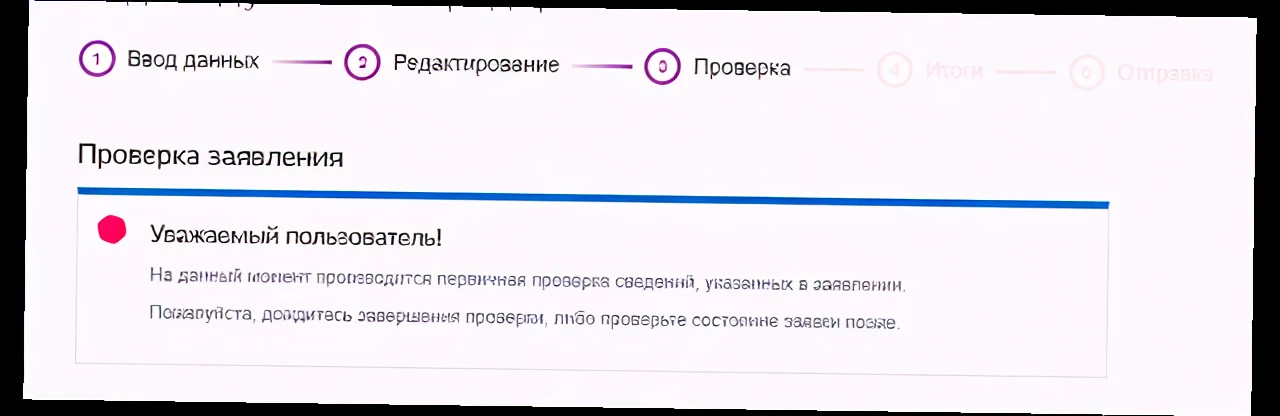 1 Ввод данных 2 Редактирование 3 Проверка 4 Итоги Отправка
Проверка заявления
Уважаемый пользователь!
На данный момент производится первичная проверка сведений, указанных в заявлении.
Пожалуйста, дождитесь завершения проверки, либо проверьте состояние заявки позже.